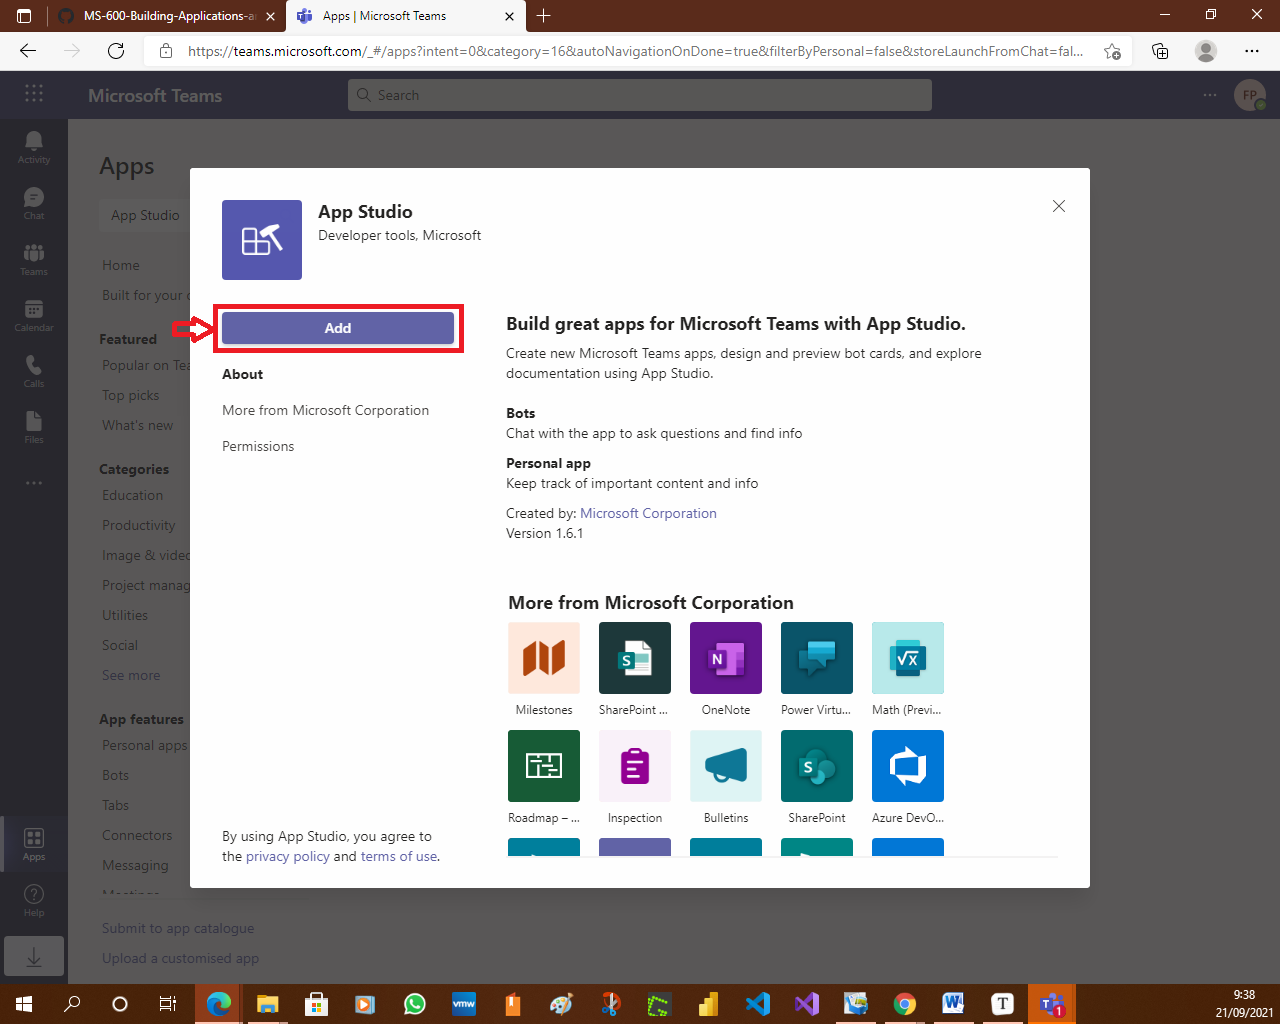 MS-600-Building-Applications-a
Apps | Microsoft Teams
https://teams.microsoft.com/_#/apps?intent=0&category=16&autoNavigationOnDone=true&filterByPersonal=false&storeLaunchFromChat=fal...
Microsoft Teams
Search
FP
Activity
Chat
Teams
Calendar
Calls
Files
Apps
Help
Apps
App Studio
Home
Built for your
Featured
Popular on Tea
Top picks
What's new
Categories
Education
Productivity
Image & video
Project manag
Utilities
Social
See more
App features
Personal apps
Bots
Tabs
Connectors
Messaging
Meetings
Submit to app catalogue
Upload a customised app
App Studio
Developer tools, Microsoft
Add
About
More from Microsoft Corporation
Permissions
By using App Studio, you agree to
the privacy policy and terms of use.
Build great apps for Microsoft Teams with App Studio.
Create new Microsoft Teams apps, design and preview bot cards, and explore
documentation using App Studio.
Bots
Chat with the app to ask questions and find info
Personal app
Keep track of important content and info
Created by: Microsoft Corporation
Version 1.6.1
More from Microsoft Corporation
Milestones
SharePoint ...
OneNote
Power Virtu...
Math (Previ...
Roadmap – ...
Inspection
Bulletins
SharePoint
Azure DevO...
vmw
T
1
9:38
21/09/2021